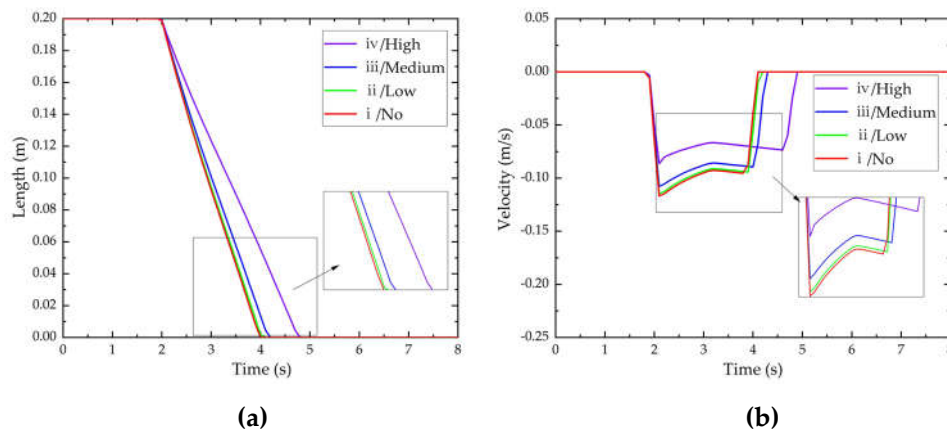 0.20
0.18
0.16
0.14
0.12
0.10
0.08
0.06
0.04
0.02
0.00
Length (m)
0 1 2 3 4 5 6 7 8
Time (s)
iv/High
iii/Medium
ii/Low
i/No
(a)
0.05
0.00
-0.05
-0.10
-0.15
-0.20
-0.25
Velocity (m/s)
0 1 2 3 4 5 6 7 8
Time (s)
iv/High
iii/Medium
ii/Low
i/No
(b)